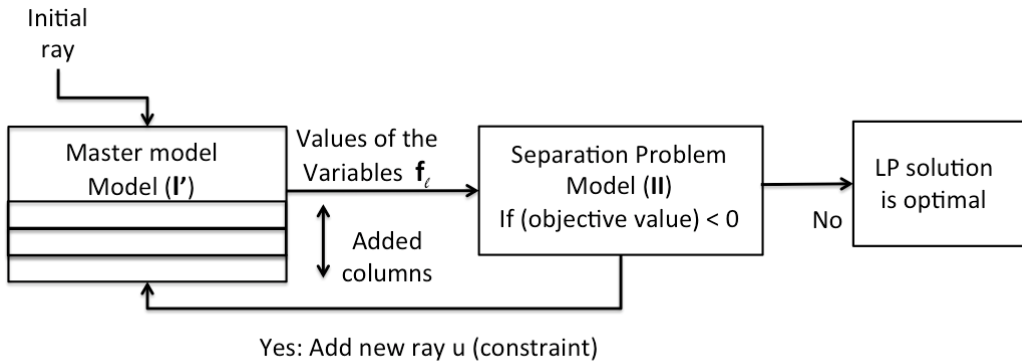 Initial
ray
Master model
Model (I’)
Values of the
Variables fℓ
Added
columns
Separation Problem
Model (II)
If (objective value) < 0
No
LP solution
is optimal
Yes: Add new ray u (constraint)